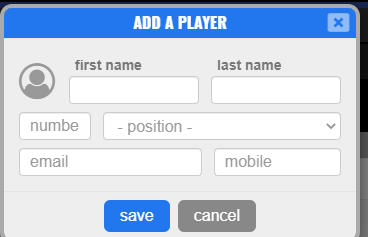 ADD A PLAYER
first name last name
numbe - position -
email mobile
save cancel